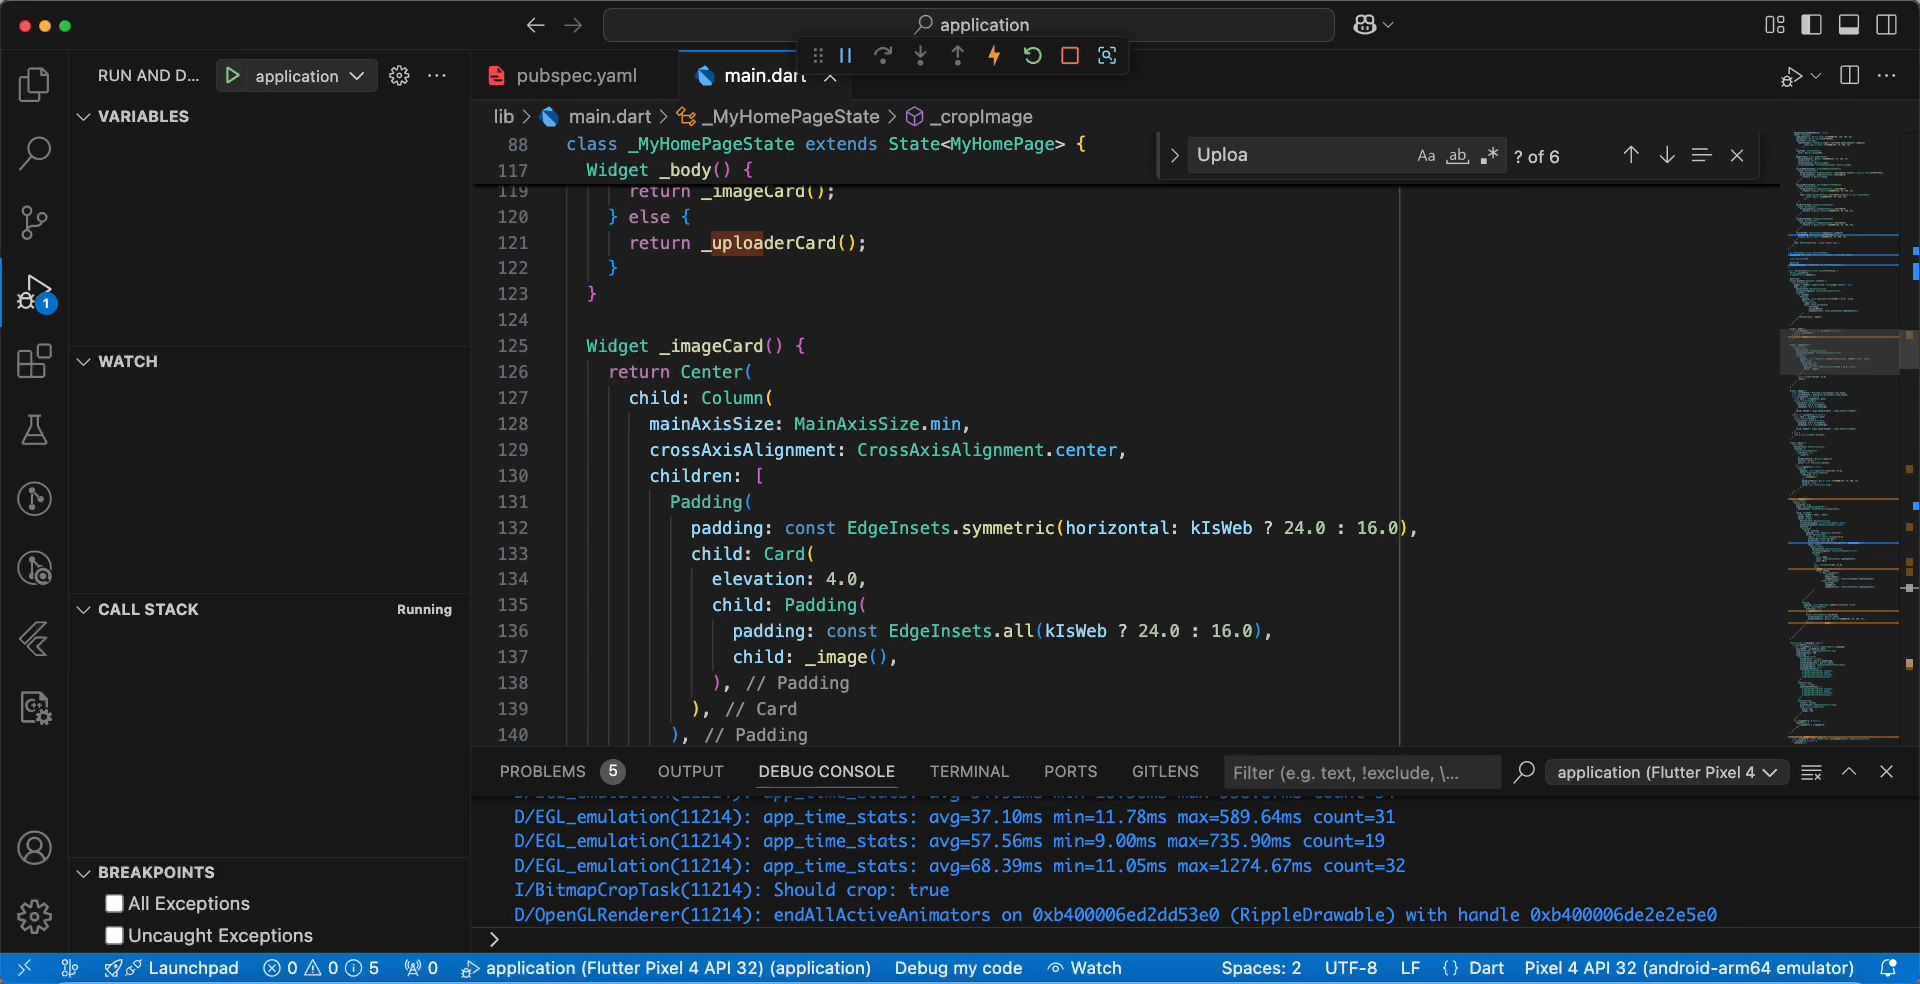 application
RUN AND D...
application
pubspec.yaml
main.dart
lib > main.dart > _MyHomePageState > _cropImage
VARIABLES
WATCH
CALL STACK
Running
BREAKPOINTS
All Exceptions
Uncaught Exceptions
1
Uploa
Aa ab .* ? of 6
88 class _MyHomePageState extends State<MyHomePage> {
117 Widget _body() {
119 return _imageCard();
120 } else {
121 return _uploaderCard();
122 }
123 }
124
125 Widget _imageCard() {
126 return Center(
127 child: Column(
128 mainAxisSize: MainAxisSize.min,
129 crossAxisAlignment: CrossAxisAlignment.center,
130 children: [
131 Padding(
132 padding: const EdgeInsets.symmetric(horizontal: kIsWeb ? 24.0 : 16.0),
133 child: Card(
134 elevation: 4.0,
135 child: Padding(
136 padding: const EdgeInsets.all(kIsWeb ? 24.0 : 16.0),
137 child: _image(),
138 ), // Padding
139 ), // Card
140 ), // Padding
PROBLEMS 5 OUTPUT DEBUG CONSOLE TERMINAL PORTS GITLENS
Filter (e.g. text, !exclude, \...
application (Flutter Pixel 4
D/EGL_emulation(11214): app_time_stats: avg=37.10ms min=11.78ms max=589.64ms count=31
D/EGL_emulation(11214): app_time_stats: avg=57.56ms min=9.00ms max=735.90ms count=19
D/EGL_emulation(11214): app_time_stats: avg=68.39ms min=11.05ms max=1274.67ms count=32
I/BitmapCropTask(11214): Should crop: true
D/OpenGLRenderer(11214): endAllActiveAnimators on 0xb400006ed2dd53e0 (RippleDrawable) with handle 0xb400006de2e2e5e0
>
Launchpad 0 0 5 0 application (Flutter Pixel 4 API 32) (application) Debug my code Watch Spaces: 2 UTF-8 LF {} Dart Pixel 4 API 32 (android-arm64 emulator)